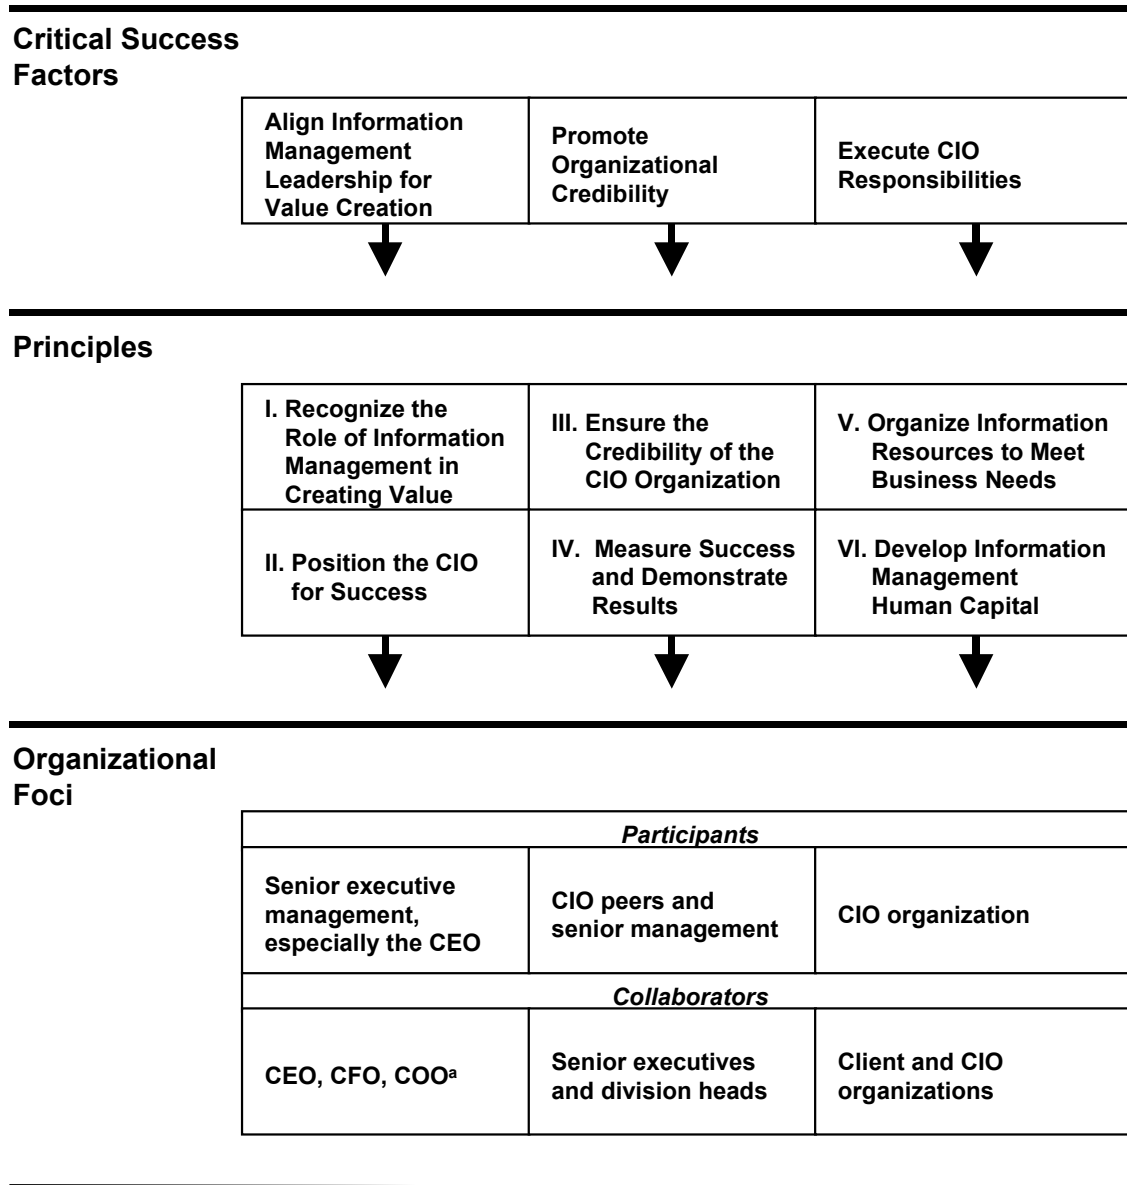 Critical Success
Factors
Align Information
Management
Leadership for
Value Creation
Promote
Organizational
Credibility
Execute CIO
Responsibilities
Principles
I. Recognize the
Role of Information
Management in
Creating Value
III. Ensure the
Credibility of the
CIO Organization
V. Organize Information
Resources to Meet
Business Needs
II. Position the CIO
for Success
IV. Measure Success
and Demonstrate
Results
VI. Develop Information
Management
Human Capital
Organizational
Foci
Participants
Senior executive
management,
especially the CEO
CIO peers and
senior management
CIO organization
Collaborators
CEO, CFO, COOᵃ
Senior executives
and division heads
Client and CIO
organizations